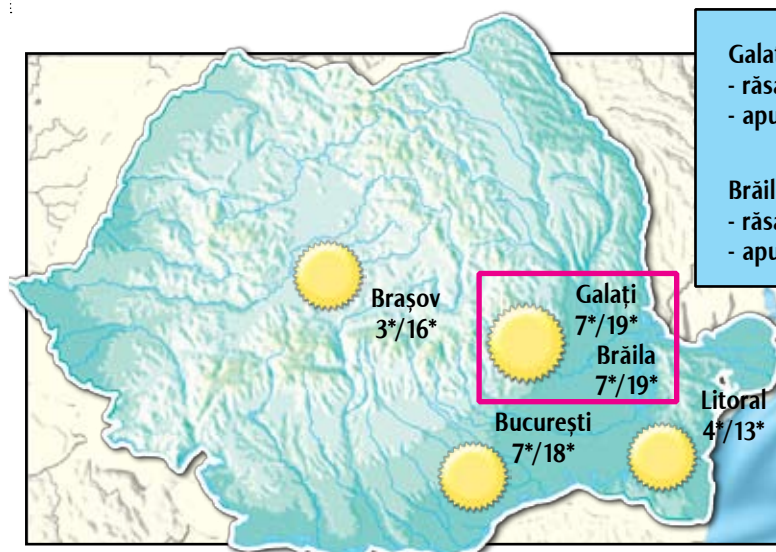 Brașov
3*/16*
Galați
7*/19*
Brăila
7*/19*
București
7*/18*
Litoral
4*/13*